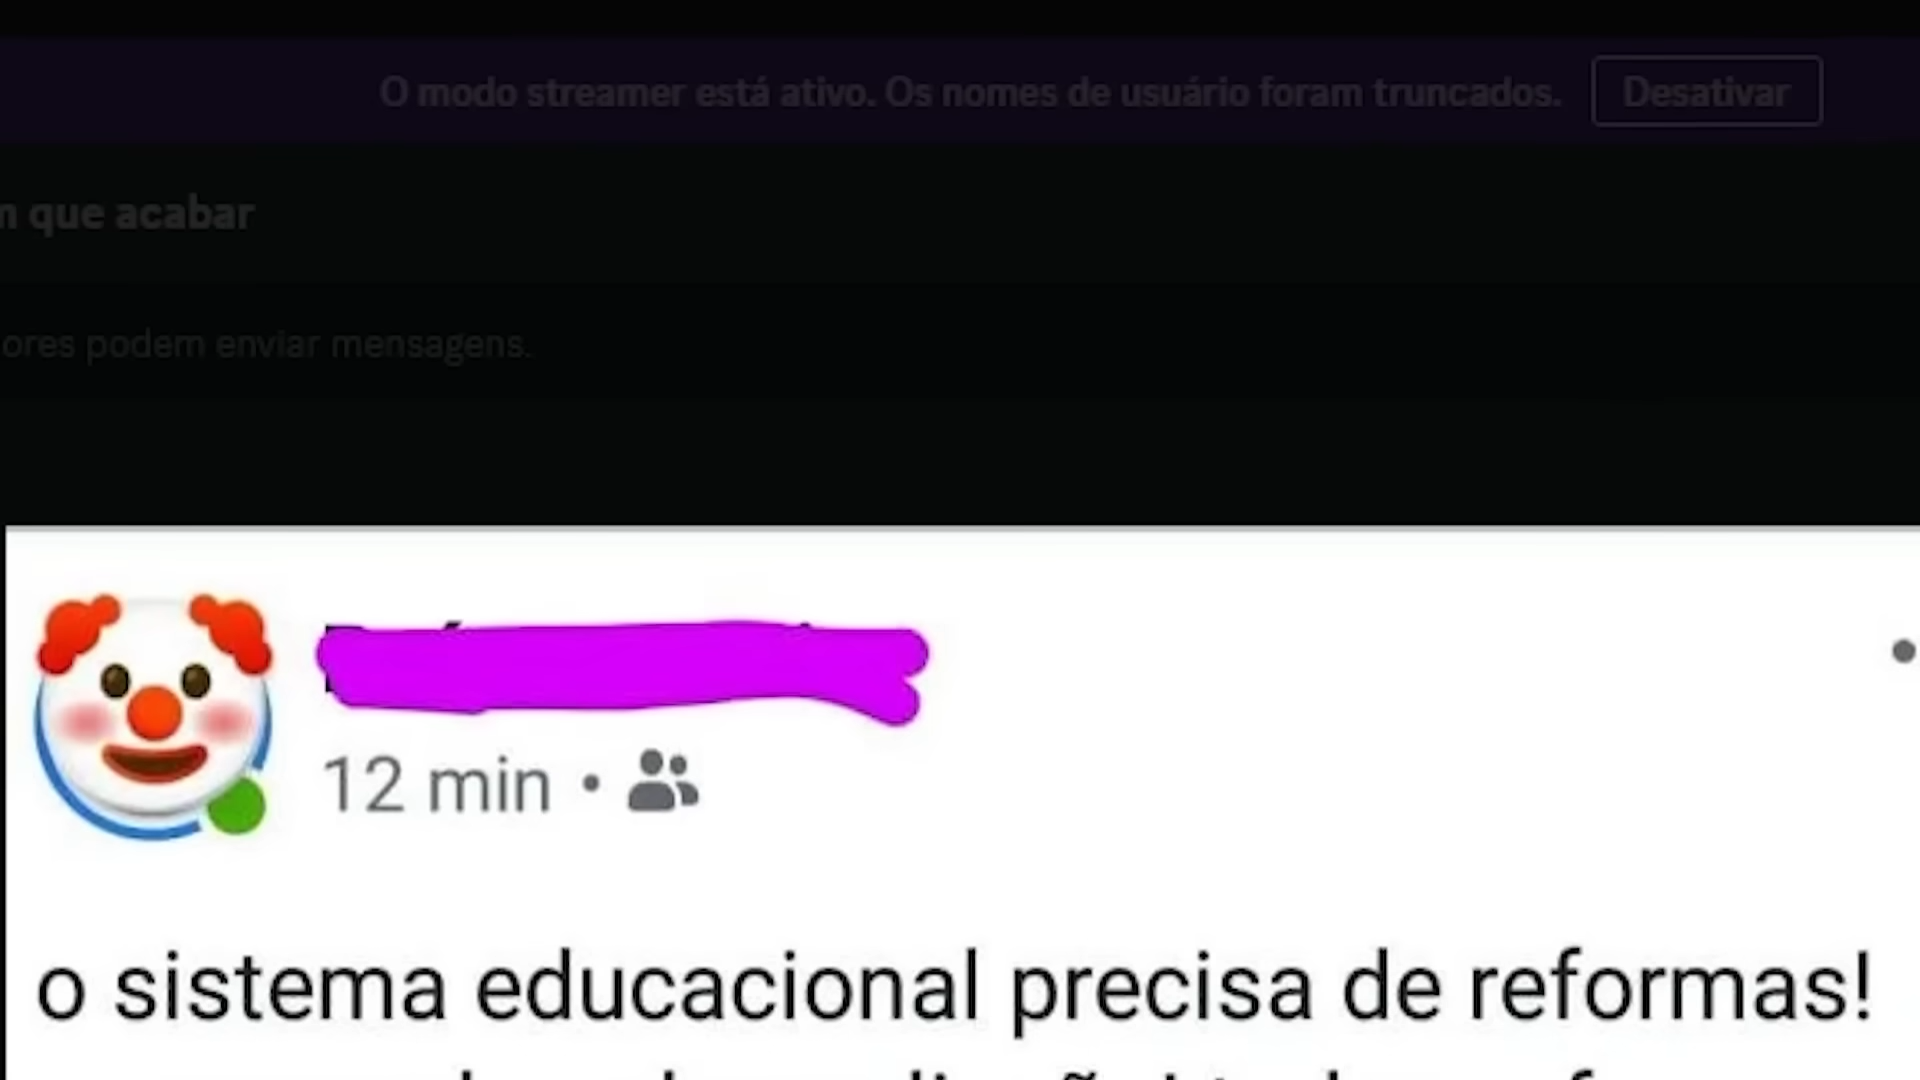 O modo streamer está ativo. Os nomes de usuário foram truncados. Desativar
que acabar
podem enviar mensagens.
12 min
o sistema educacional precisa de reformas!